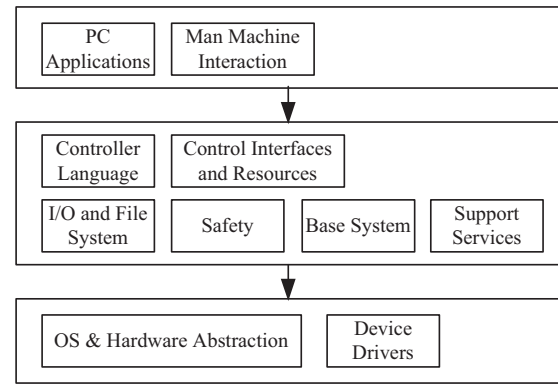 PC
Applications
Man Machine
Interaction
Controller
Language
Control Interfaces
and Resources
I/O and File
System
Safety
Base System
Support
Services
OS & Hardware Abstraction
Device
Drivers